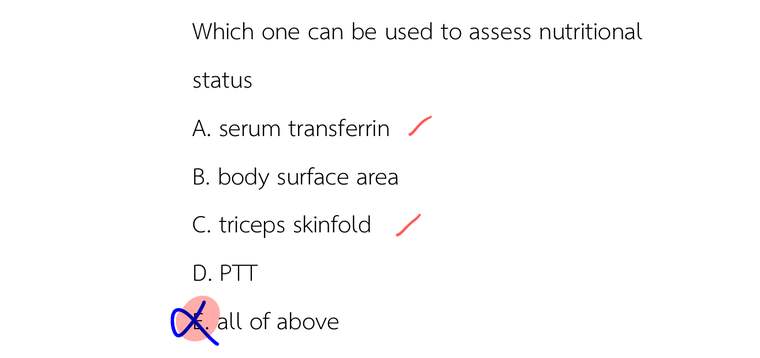 Which one can be used to assess nutritional
status
A. serum transferrin
B. body surface area
C. triceps skinfold
D. PTT
E. all of above